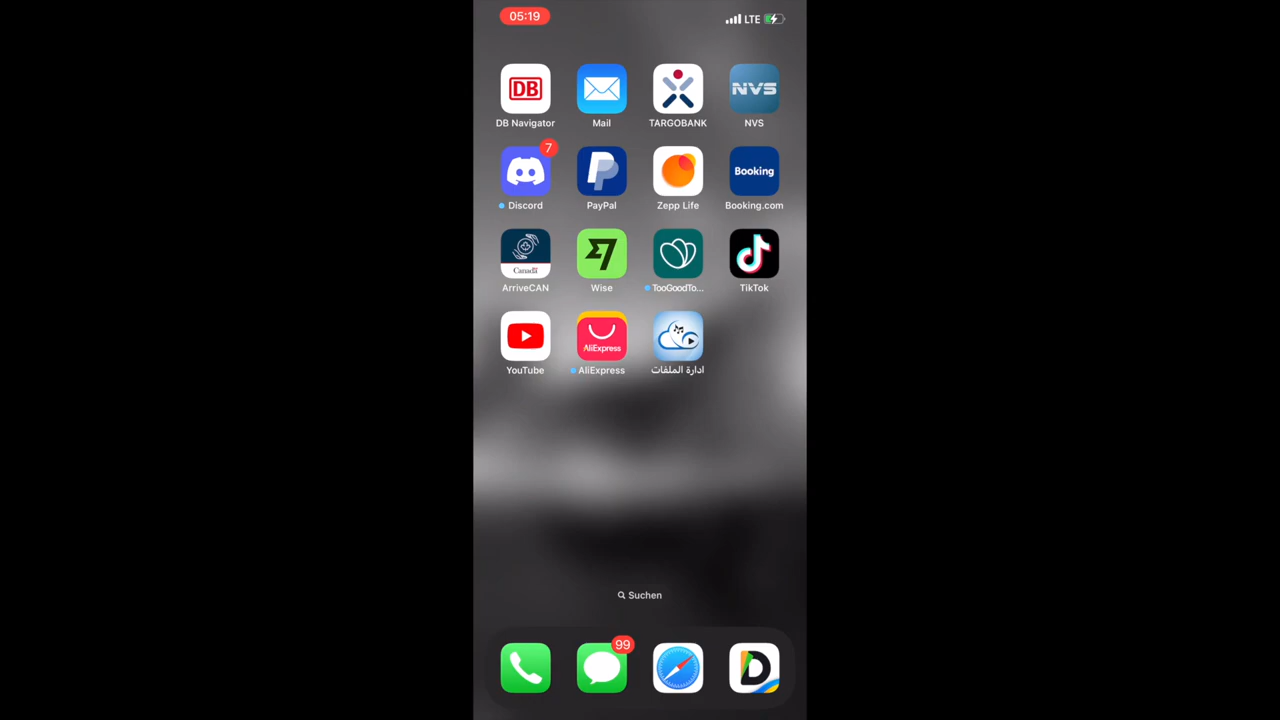 05:19
LTE
DB
DB Navigator
Mail
TARGOBANK
NVS
NVS
7
Discord
PayPal
Zepp Life
Booking
Booking.com
Canada
ArriveCAN
Wise
TooGoodTo...
TikTok
YouTube
AliExpress
AliExpress
ادارة الملفات
Suchen
99
D